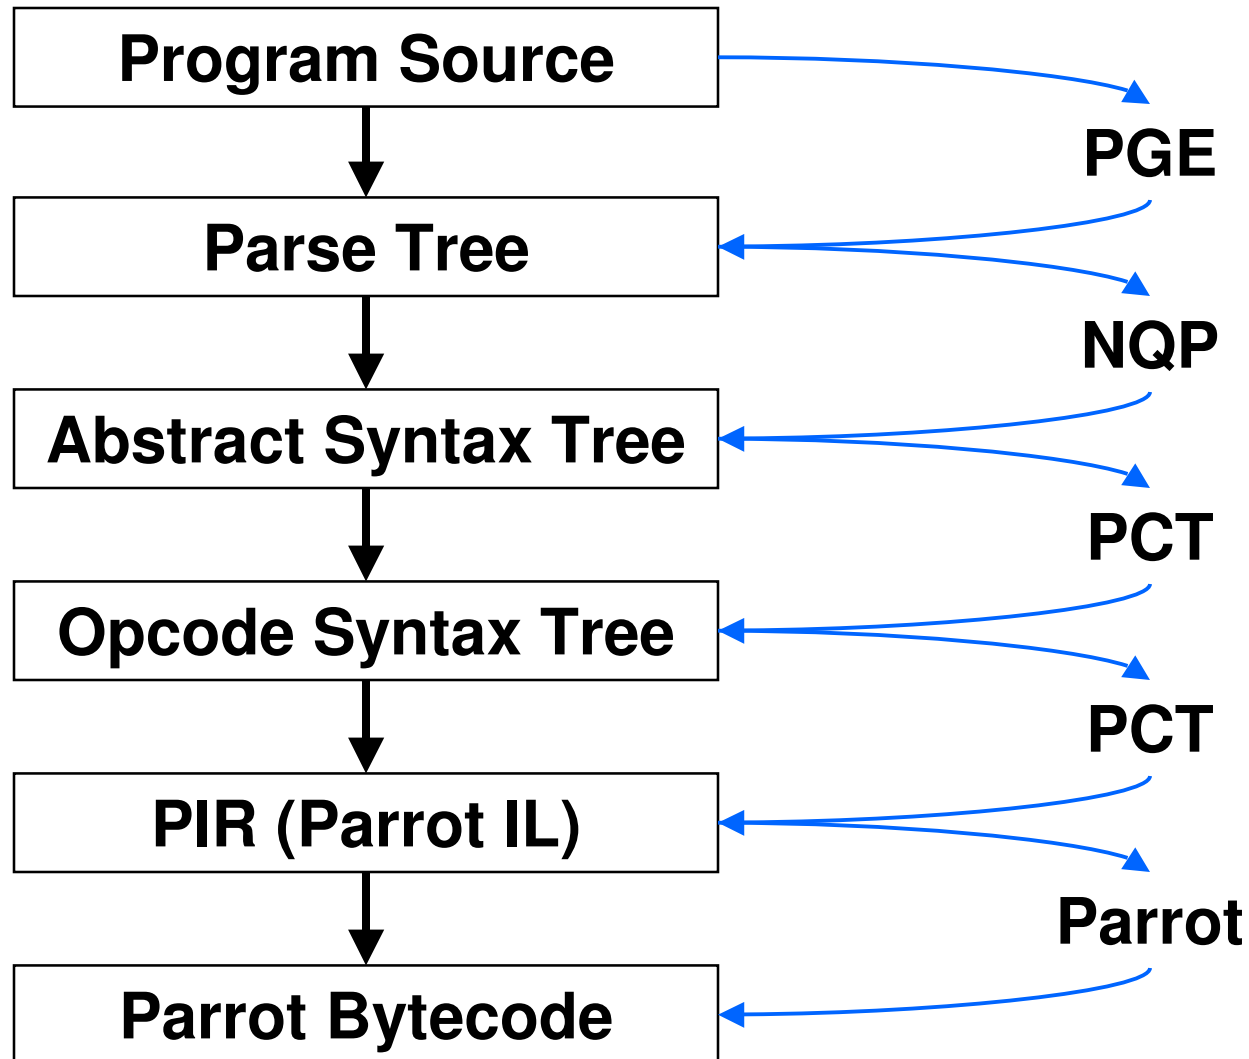 Program Source
PGE
Parse Tree
NQP
Abstract Syntax Tree
PCT
Opcode Syntax Tree
PCT
PIR (Parrot IL)
Parrot
Parrot Bytecode